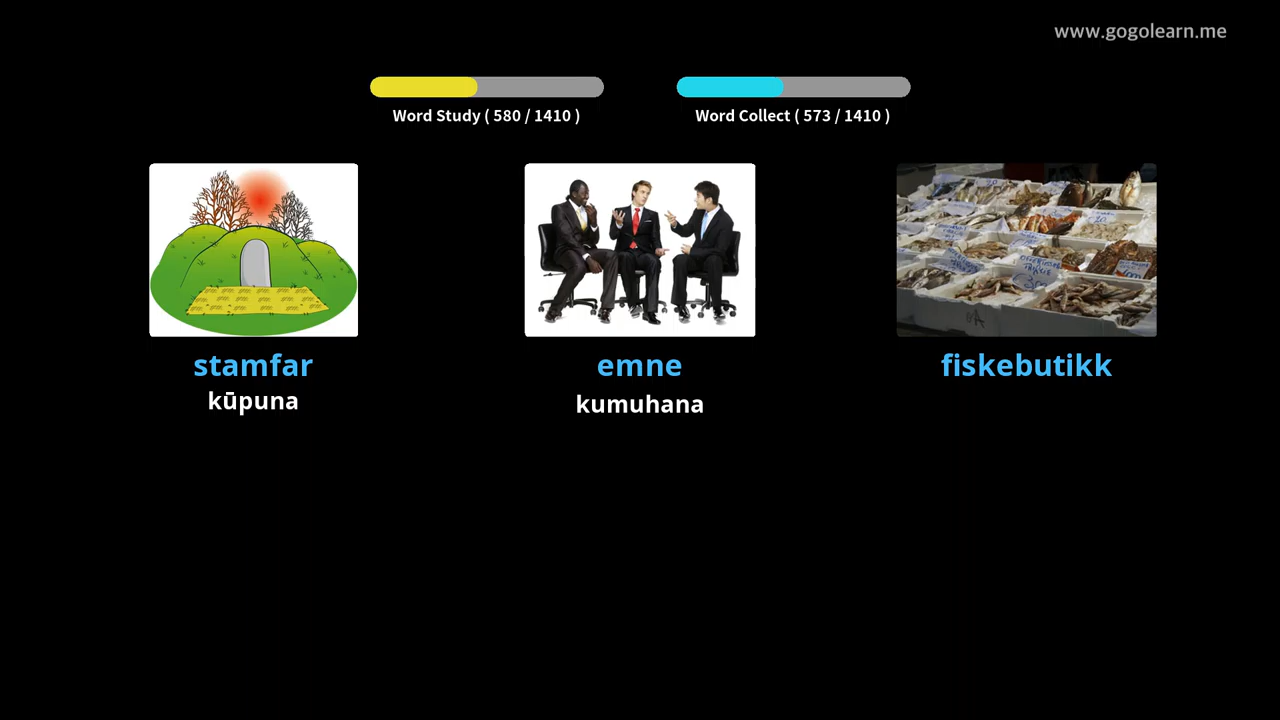 www.gogolearn.me
Word Study ( 580 / 1410 )
Word Collect ( 573 / 1410 )
stamfar
emne
fiskebutikk
kūpuna
kumuhana